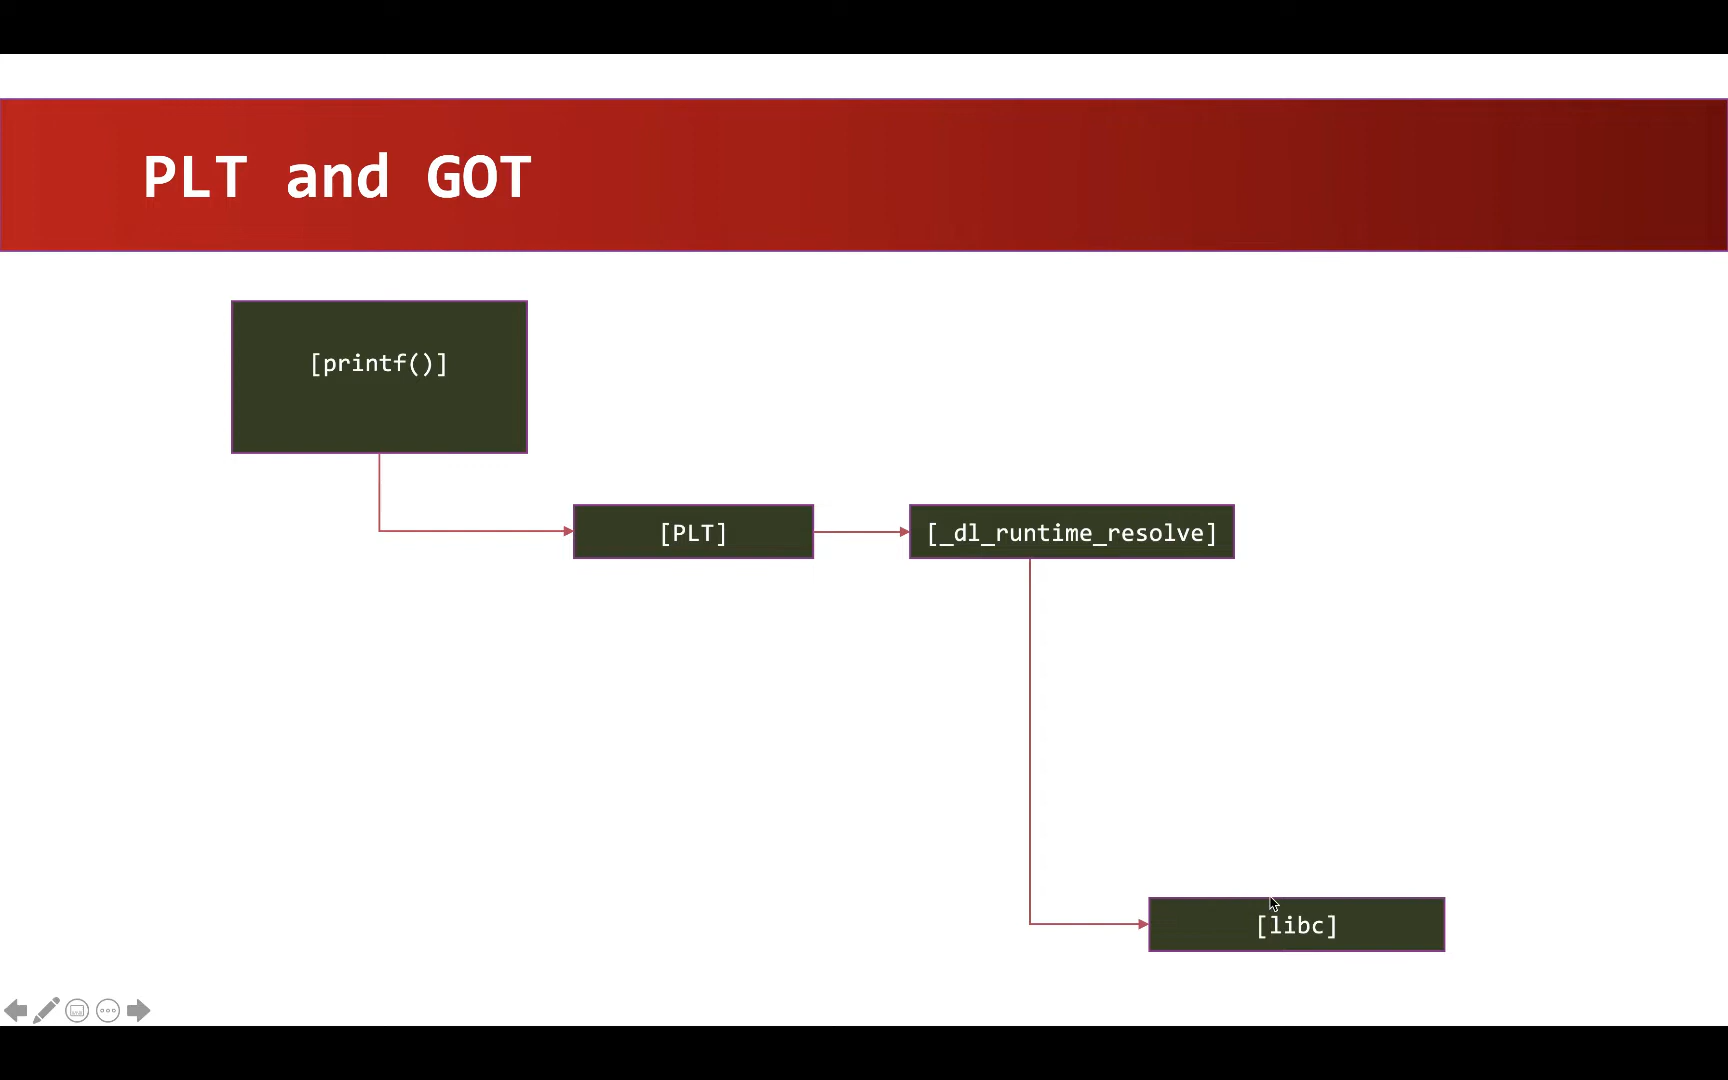 PLT and GOT
[printf()]
[PLT]
[_dl_runtime_resolve]
[libc]